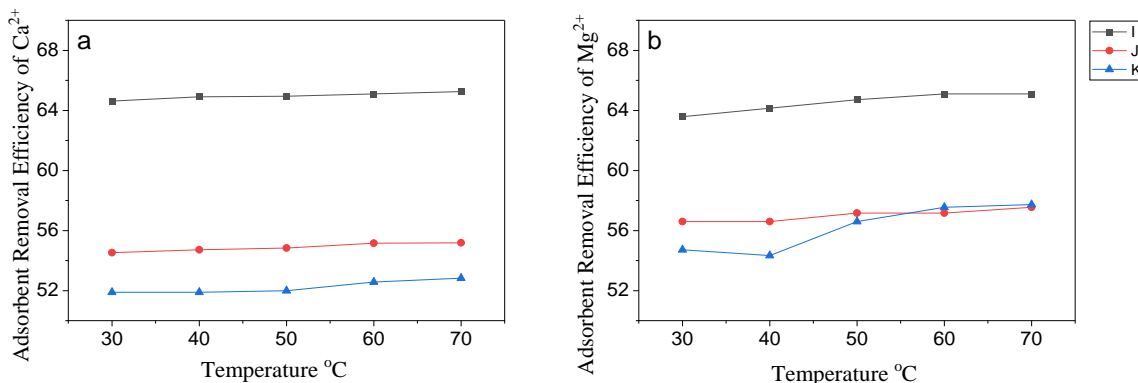 Adsorbent Removal Efficiency of Ca²⁺
a
68
64
60
56
52
30 40 50 60 70
Temperature °C
Adsorbent Removal Efficiency of Mg²⁺
b
68
64
60
56
52
30 40 50 60 70
Temperature °C
I
J
K